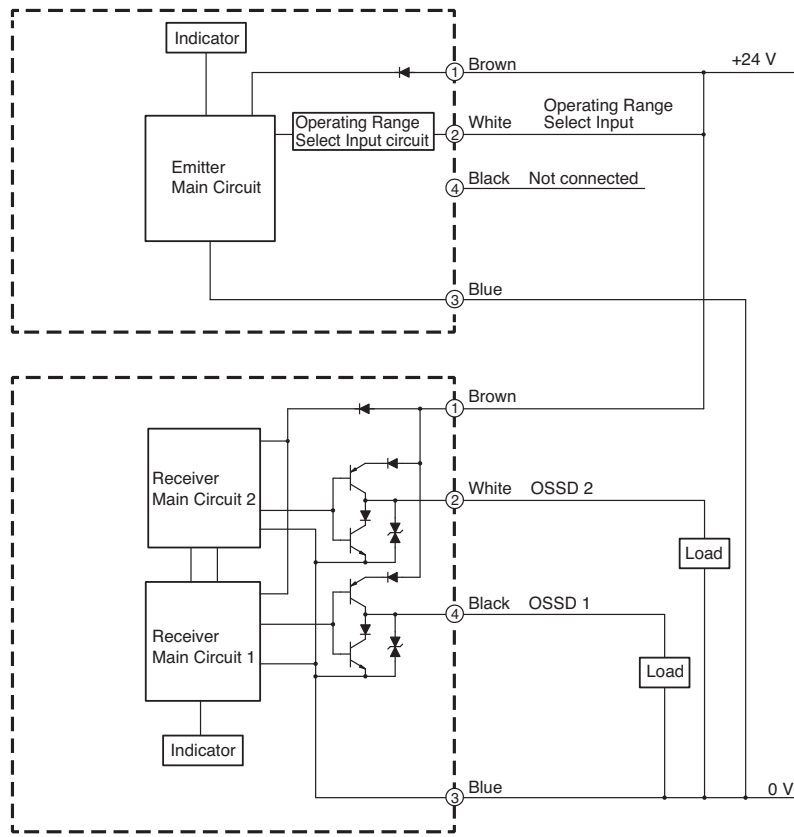 Indicator
① Brown
+24 V
Operating Range
Select Input circuit
② White
Operating Range
Select Input
Emitter
Main Circuit
④ Black Not connected
③ Blue
① Brown
Receiver
Main Circuit 2
② White OSSD 2
Load
Receiver
Main Circuit 1
④ Black OSSD 1
Load
Indicator
③ Blue
0 V